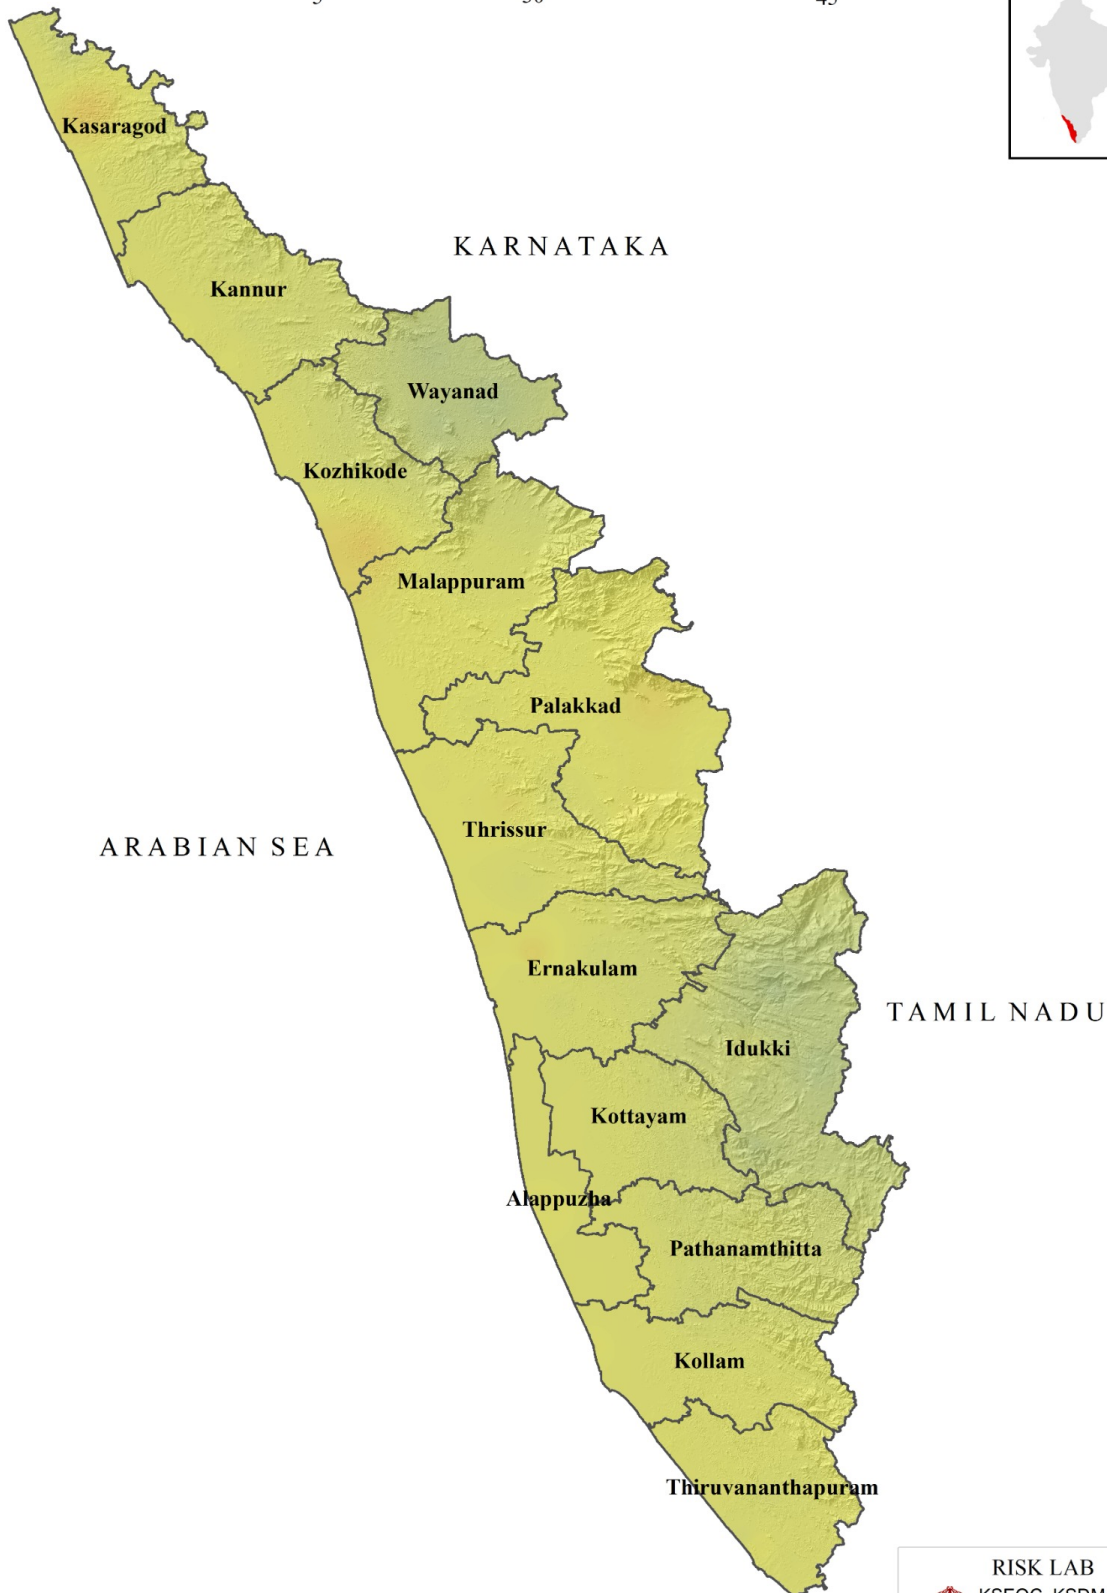 Kasaragod
KARNATAKA
Kannur
Wayanad
Kozhikode
Malappuram
Palakkad
Thrissur
ARABIAN SEA
Ernakulam
TAMIL NADU
Idukki
Kottayam
Alappuzha
Pathanamthitta
Kollam
Thiruvananthapuram
RISK LAB